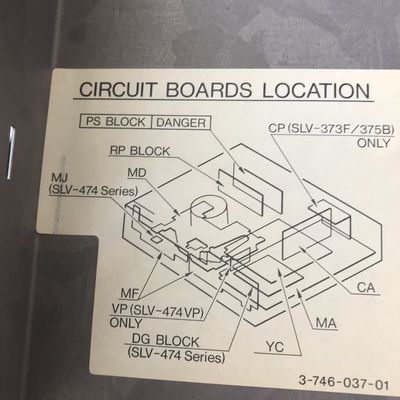 CIRCUIT BOARDS LOCATION
PS BLOCK | DANGER
CP (SLV-373F/375B)
ONLY
RP BLOCK
MD
MJ
(SLV-474 Series)
MF
VP (SLV-474VP)
ONLY
DG BLOCK
(SLV-474 Series)
YC
MA
CA
3-746-037-01